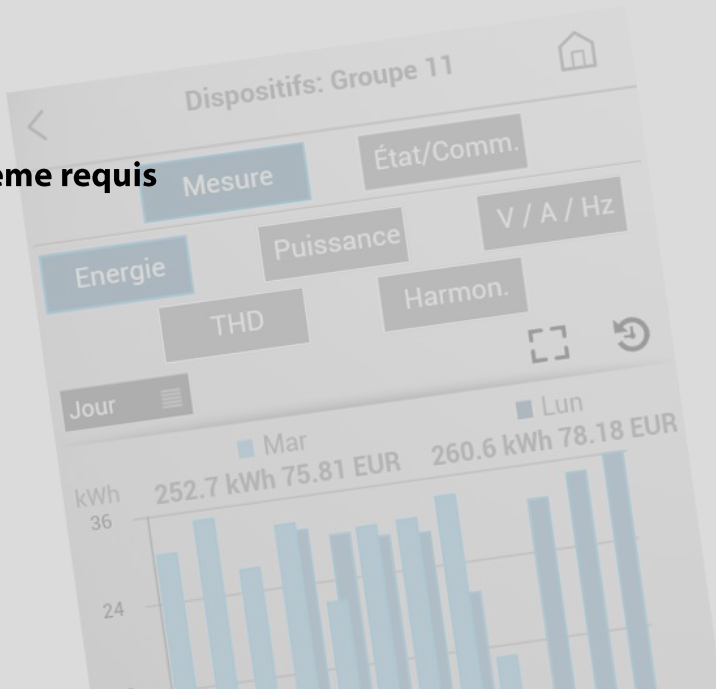 Dispositifs: Groupe 11
ème requis
Mesure
État/Comm.
Energie
Puissance
V / A / Hz
THD
Harmon.
Jour
Mar
Lun
252.7 kWh 75.81 EUR
260.6 kWh 78.18 EUR
kWh
36
24